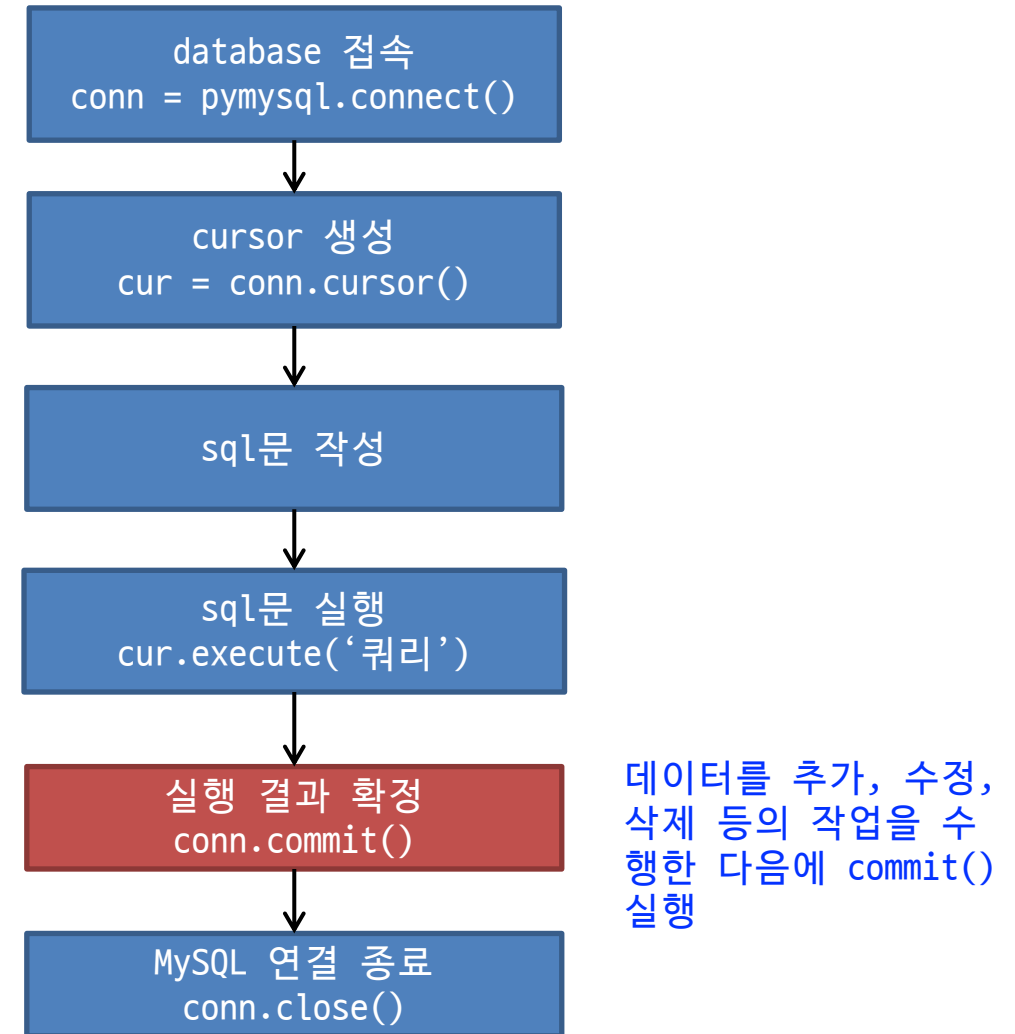 database 접속
conn = pymysql.connect()
cursor 생성
cur = conn.cursor()
sql문 작성
sql문 실행
cur.execute(‘쿼리’)
실행 결과 확정
conn.commit()
데이터를 추가, 수정,
삭제 등의 작업을 수
행한 다음에 commit()
실행
MySQL 연결 종료
conn.close()